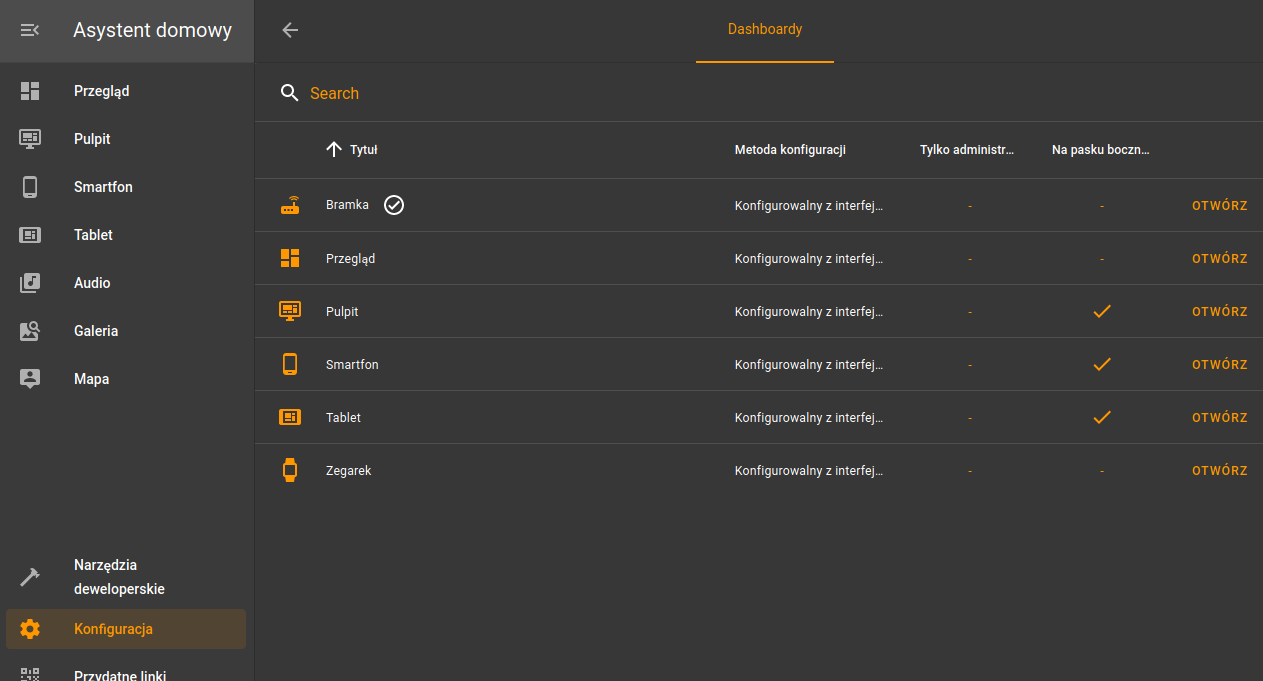 Asystent domowy
Przegląd
Pulpit
Smartfon
Tablet
Audio
Galeria
Mapa
Narzędzia
deweloperskie
Konfiguracja
Przydatne linki
Dashboardy
Search
Tytuł Metoda konfiguracji Tylko administr... Na pasku boczn...
Bramka Konfigurowalny z interfej... - - OTWÓRZ
Przegląd Konfigurowalny z interfej... - - OTWÓRZ
Pulpit Konfigurowalny z interfej... - OTWÓRZ
Smartfon Konfigurowalny z interfej... - OTWÓRZ
Tablet Konfigurowalny z interfej... - OTWÓRZ
Zegarek Konfigurowalny z interfej... - - OTWÓRZ